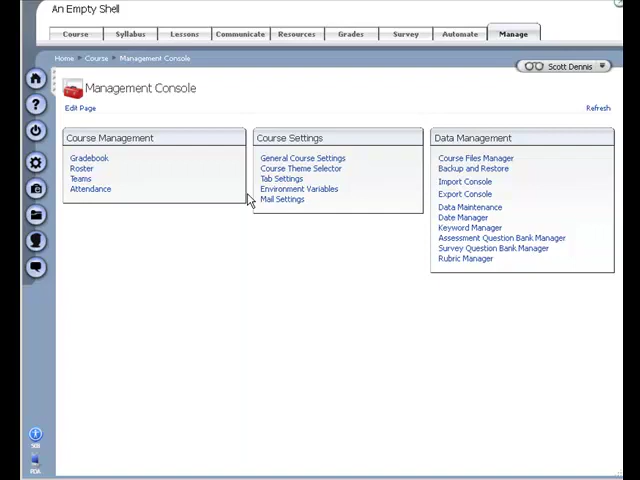 An Empty Shell
Course Syllabus Lessons Communicate Resources Grades Survey Automate Manage
Home › Course › Management Console
Scott Dennis
Management Console
Edit Page Refresh
Course Management
Gradebook
Roster
Teams
Attendance
Course Settings
General Course Settings
Course Theme Selector
Tab Settings
Environment Variables
Mail Settings
Data Management
Course Files Manager
Backup and Restore
Import Console
Export Console
Data Maintenance
Date Manager
Keyword Manager
Assessment Question Bank Manager
Survey Question Bank Manager
Rubric Manager
508
PDA